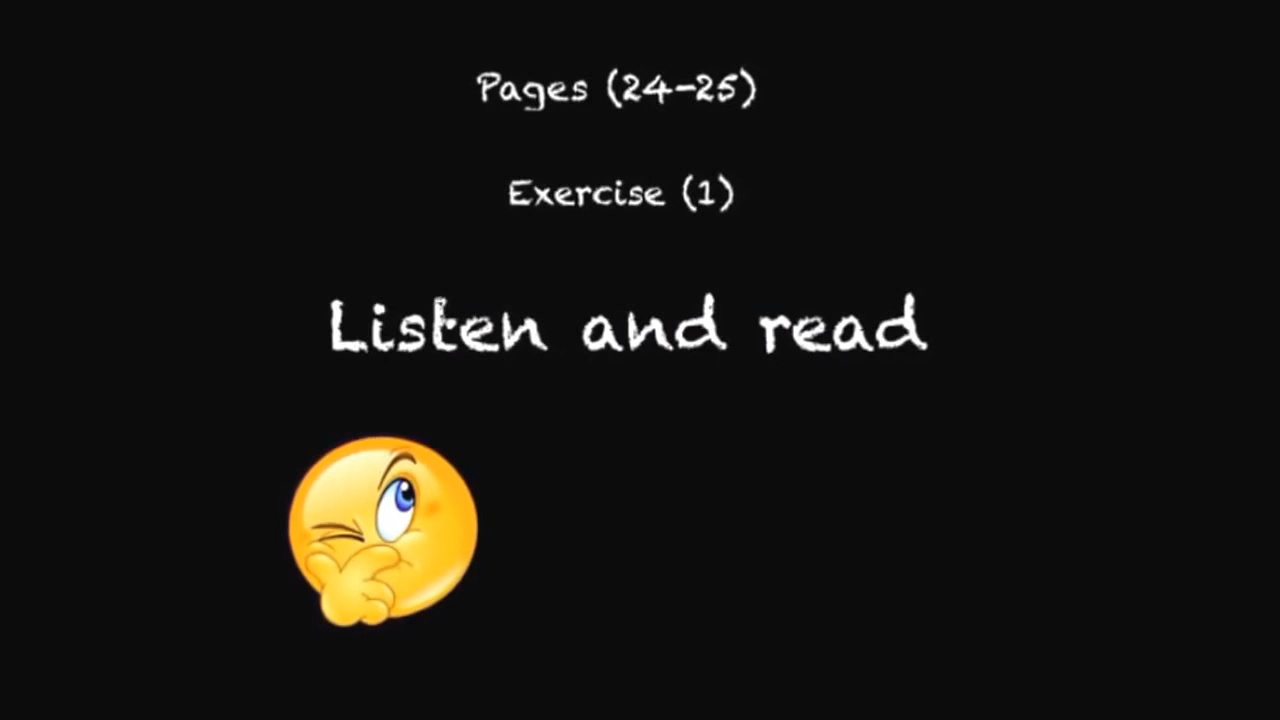 Pages (24-25)
Exercise (1)
Listen and read